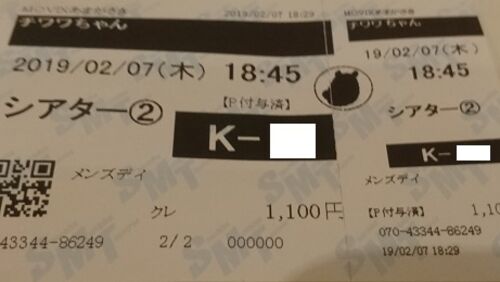 MOVIXあまがさき 2019/02/07 18:29
チワワちゃん
2019/02/07(木) 18:45
シアター②
【P付与済】
K-
メンズデイ
クレ 1,100円
43344-86249 2/2 000000
MOVIXあまがさき
チワワちゃん
19/02/07(木)
18:45
シアター②
K-
メンズデイ
【P付与済】 1,10
070-43344-86249
19/02/07 18:29
SMT